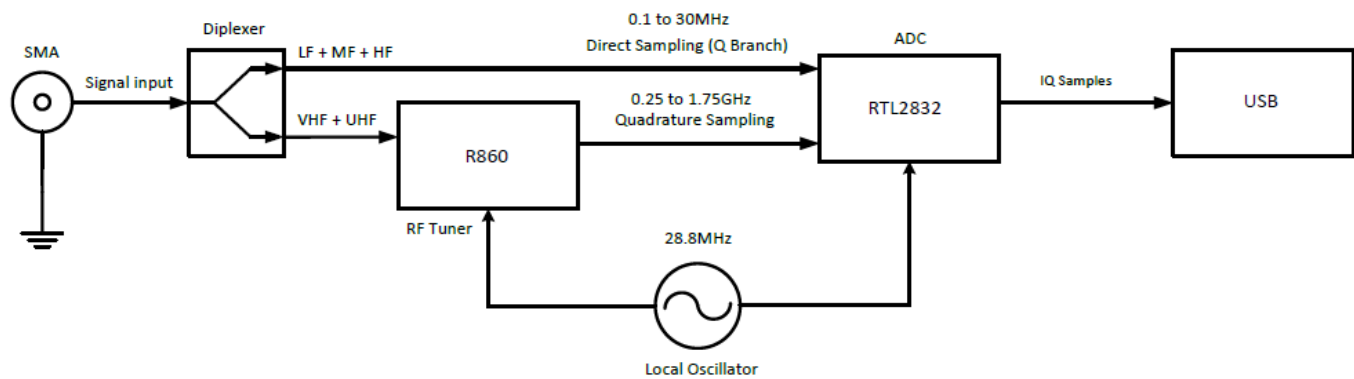 SMA
Signal input
Diplexer
LF + MF + HF
VHF + UHF
0.1 to 30MHz
Direct Sampling (Q Branch)
R860
RF Tuner
0.25 to 1.75GHz
Quadrature Sampling
ADC
RTL2832
IQ Samples
USB
28.8MHz
Local Oscillator